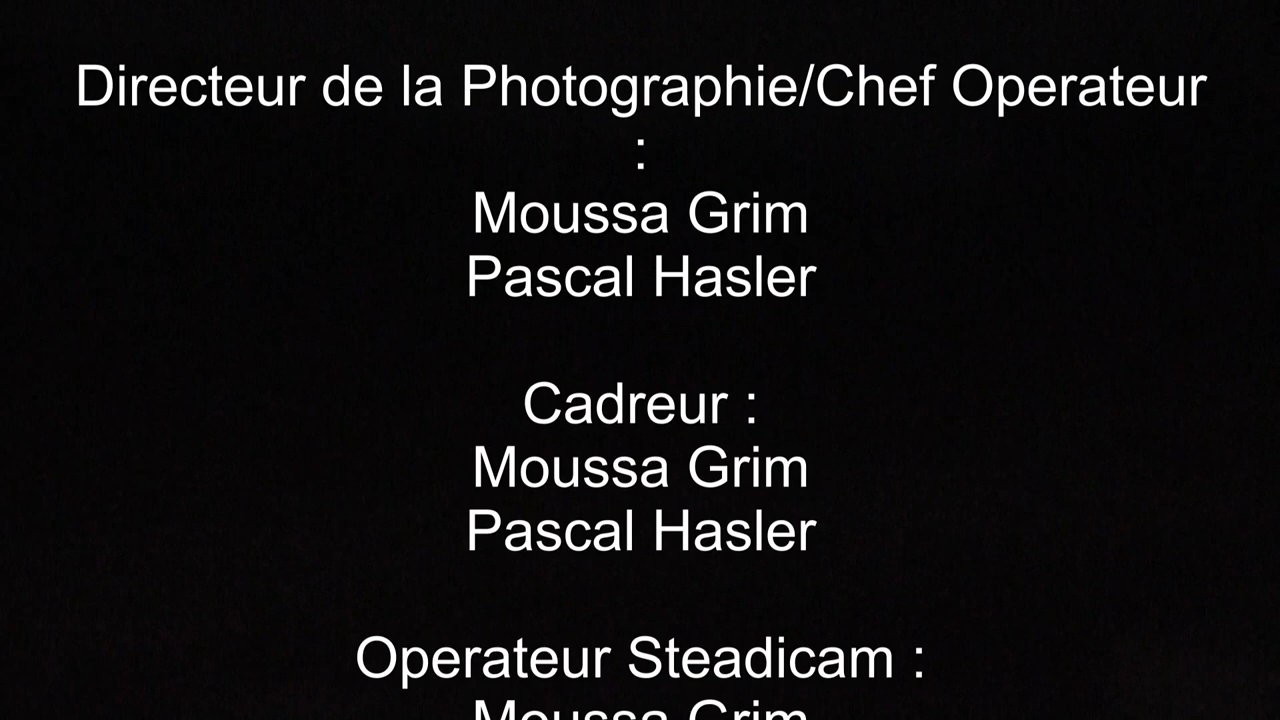 Directeur de la Photographie/Chef Operateur
:
Moussa Grim
Pascal Hasler
Cadreur :
Moussa Grim
Pascal Hasler
Operateur Steadicam :
Moussa Grim